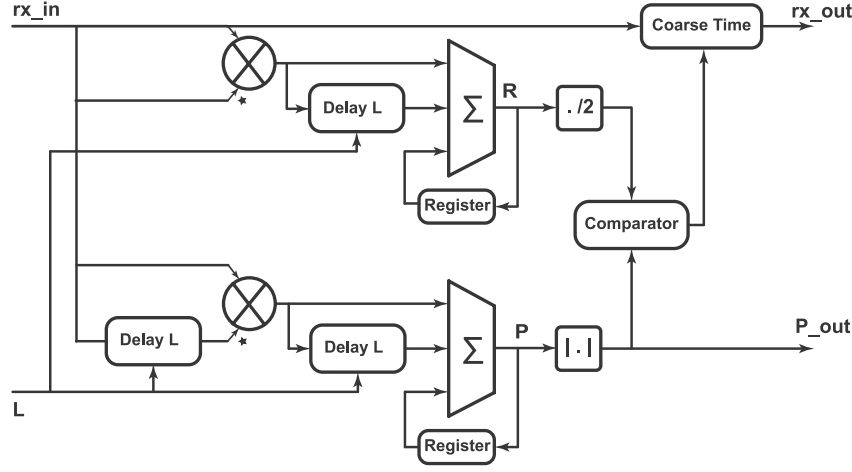 rx_in
Coarse Time
rx_out
Delay L
Σ
R
. /2
Register
Comparator
Delay L
Delay L
Σ
P
| . |
P_out
L
Register